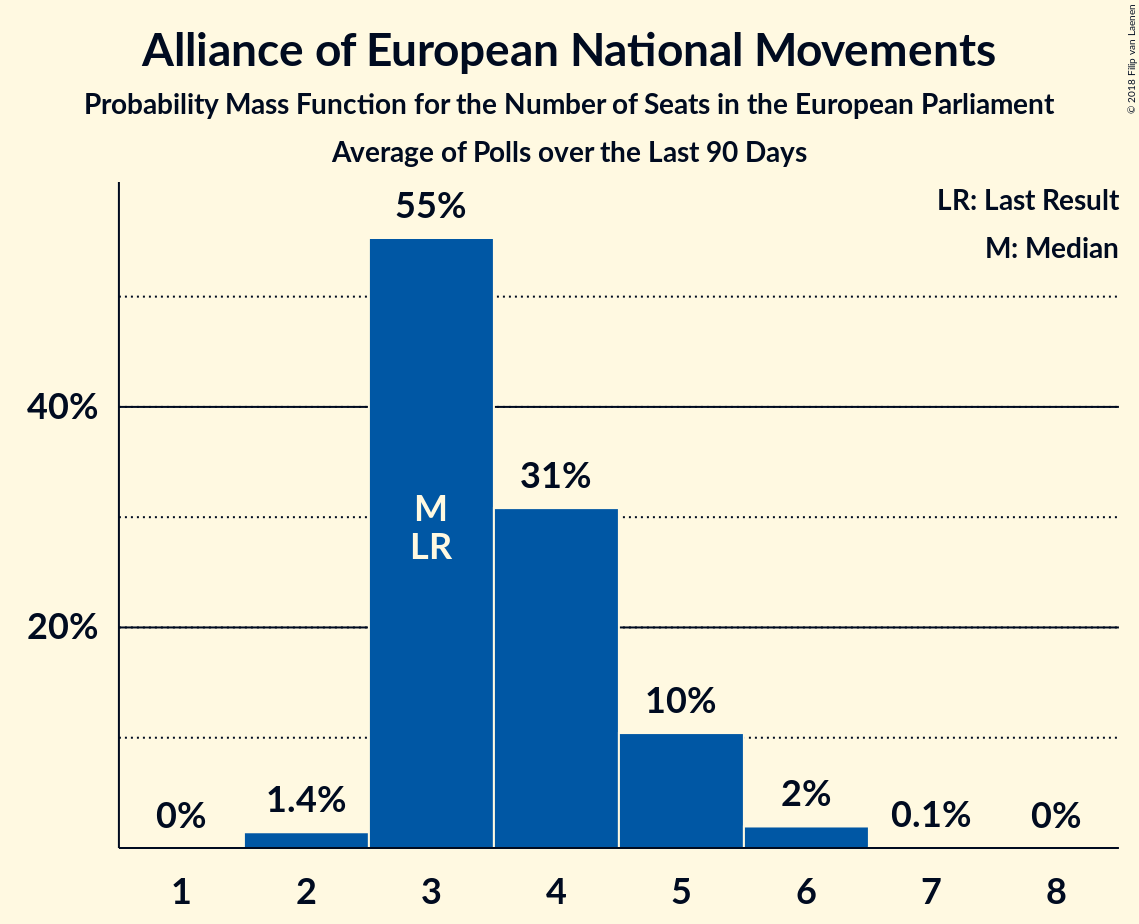 Alliance of European National Movements
Probability Mass Function for the Number of Seats in the European Parliament
Average of Polls over the Last 90 Days
© 2018 Filip van Laenen
LR: Last Result
M: Median
55%
40%
31%
M
LR
20%
10%
0%
1.4%
2%
0.1%
0%
1 2 3 4 5 6 7 8